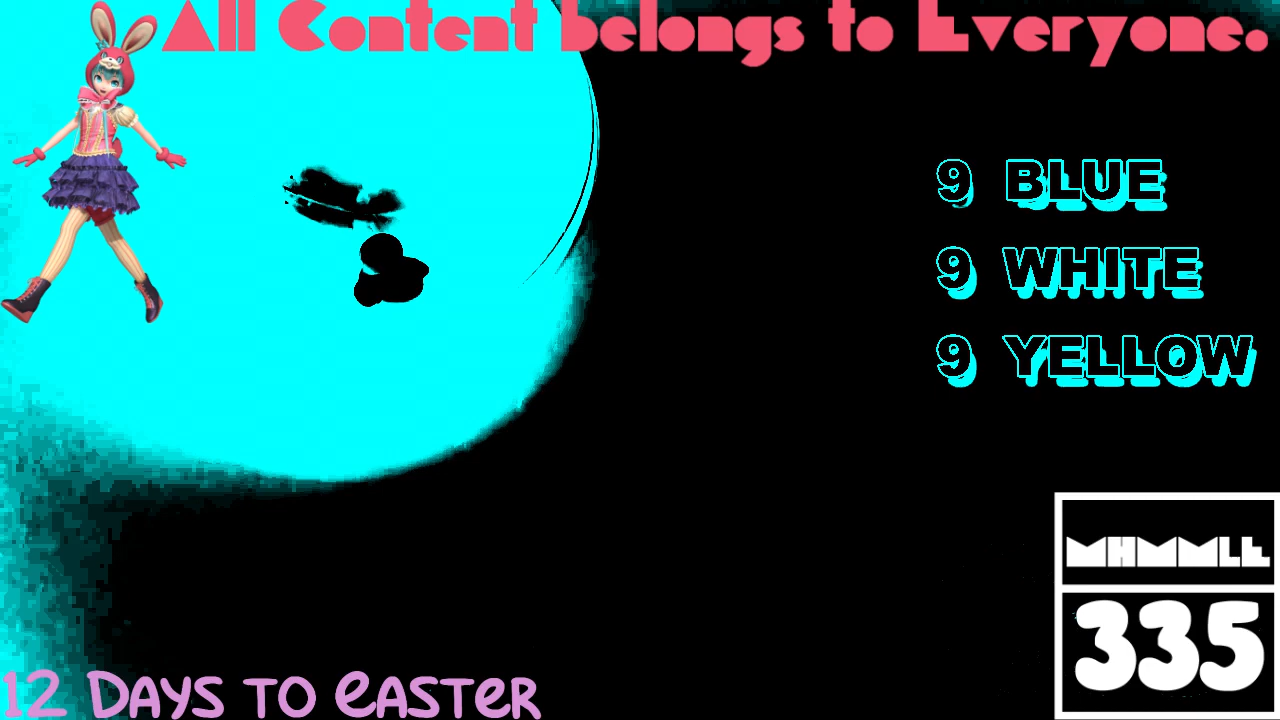 All Content belongs to Everyone.
9 BLUE
9 WHITE
9 YELLOW
MHMMLE
335
12 DAYS TO EASTER